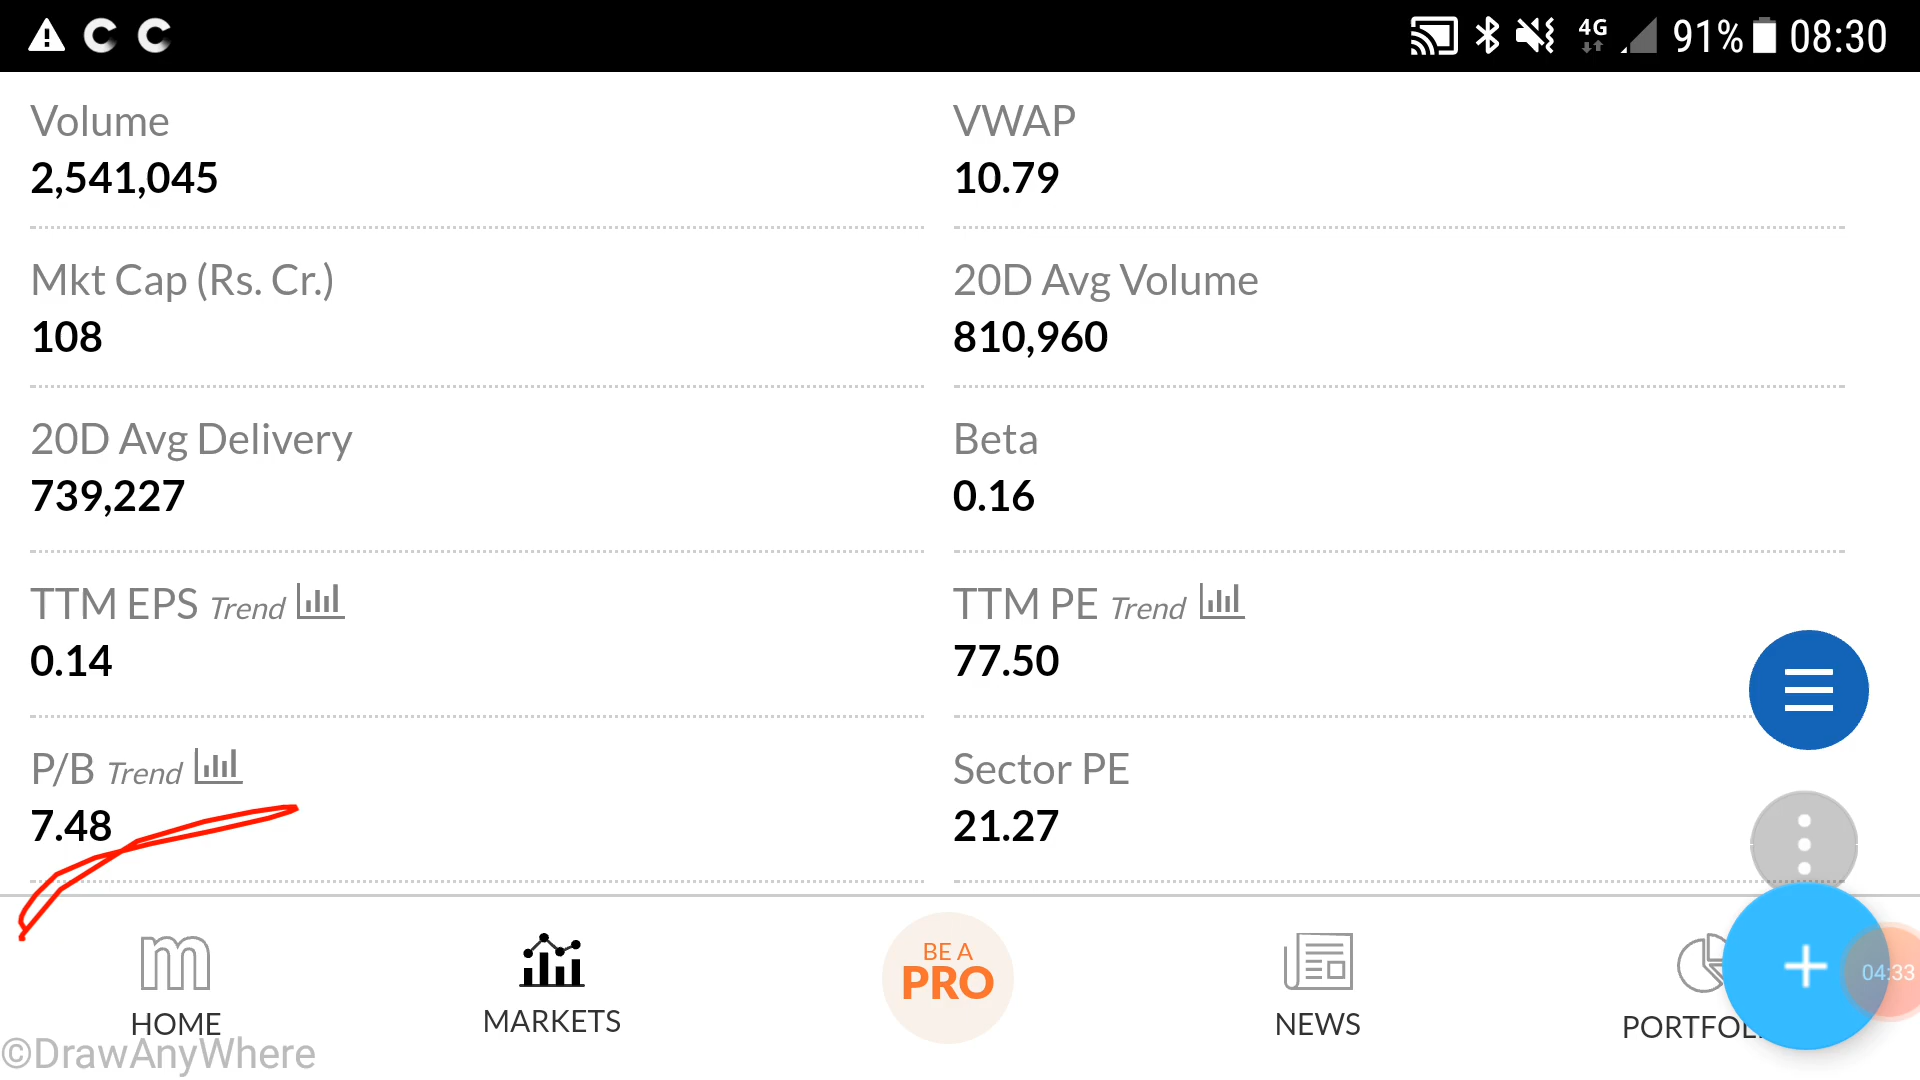 4G 91% 08:30
Volume
2,541,045
VWAP
10.79
Mkt Cap (Rs. Cr.)
108
20D Avg Volume
810,960
20D Avg Delivery
739,227
Beta
0.16
TTM EPS Trend
0.14
TTM PE Trend
77.50
P/B Trend
7.48
Sector PE
21.27
m
HOME
MARKETS
BE A
PRO
NEWS
PORTFOL
04:33
©DrawAnyWhere